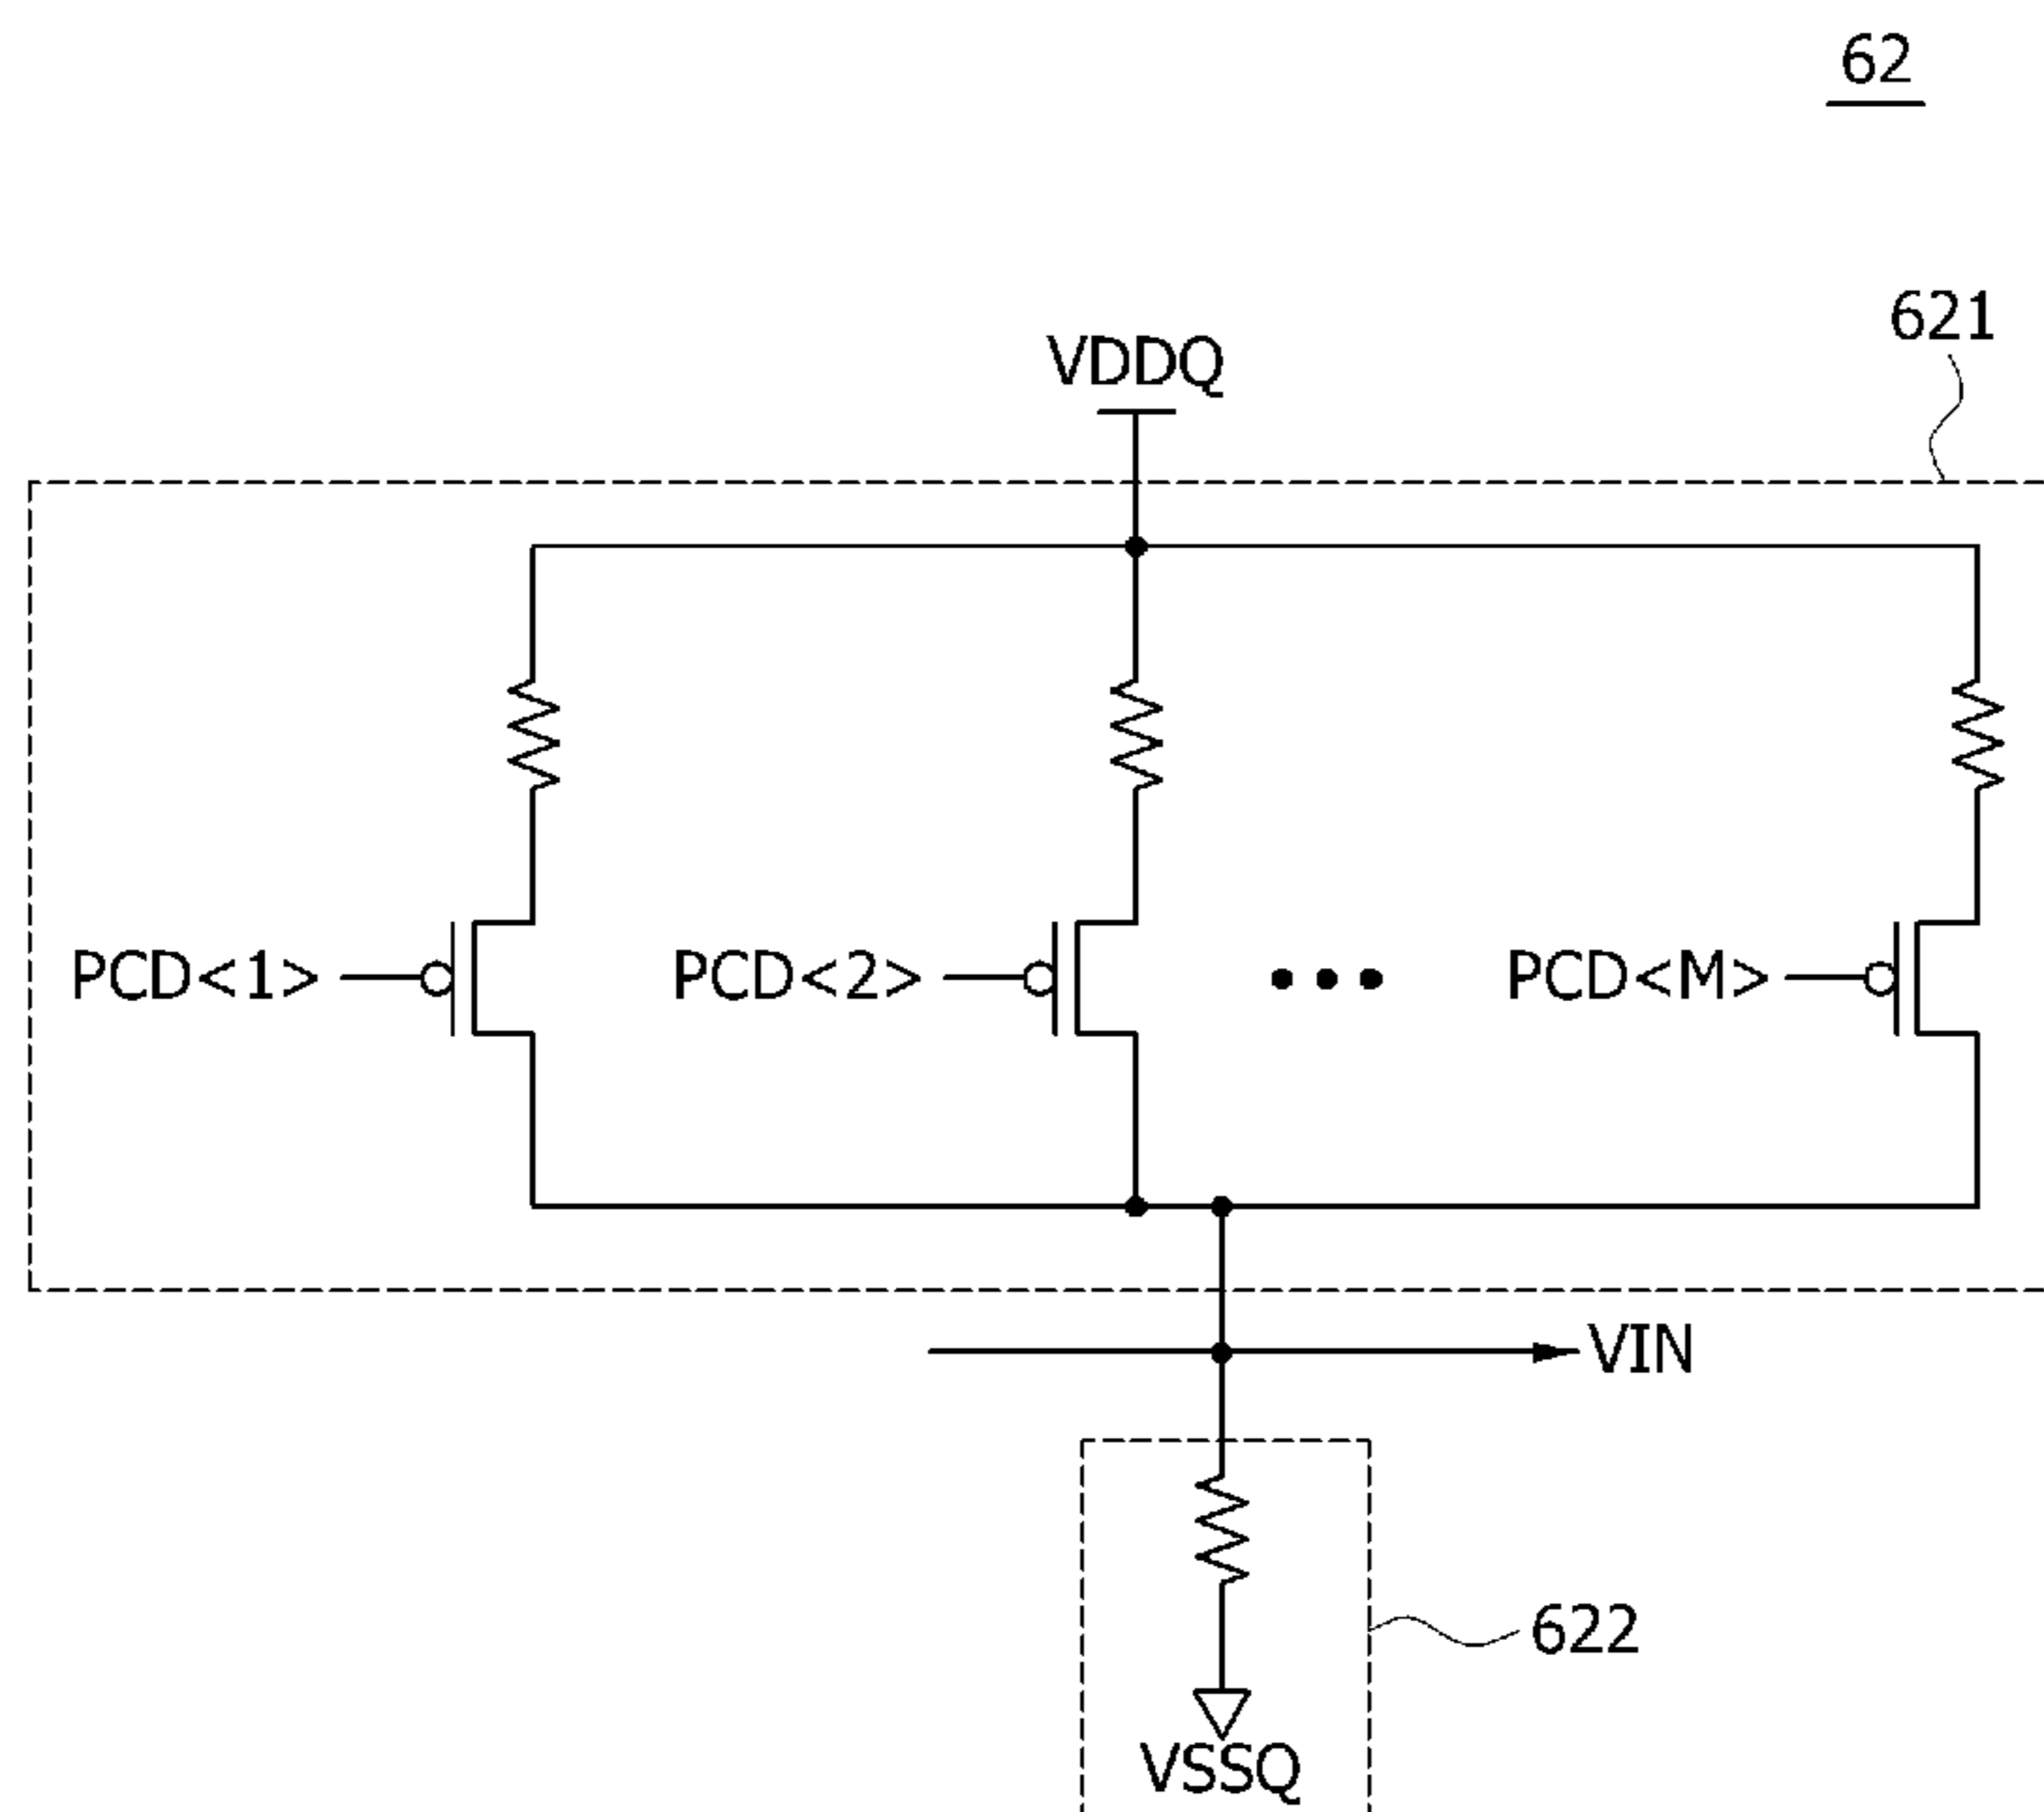 62
621
VDDQ
PCD<1> PCD<2> ••• PCD<M>
VIN
622
VSSQ